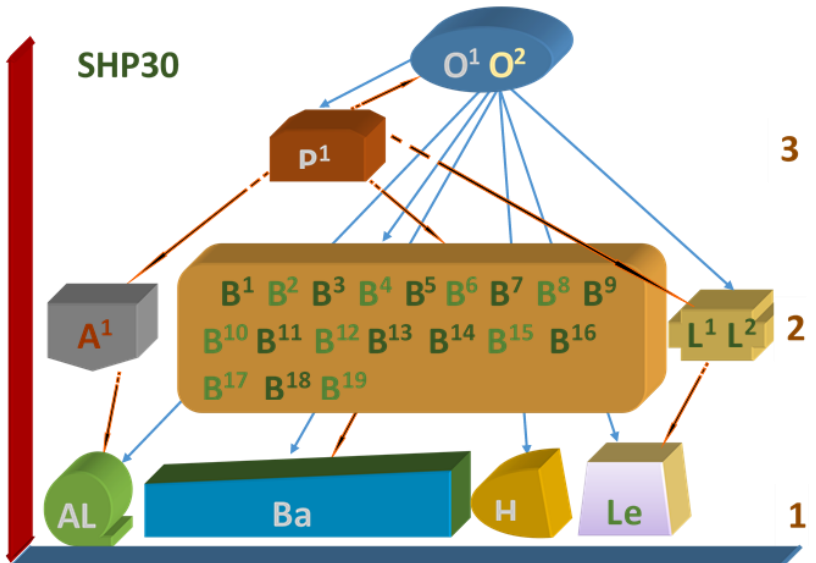 SHP30
O¹ O²
P¹
3
B¹ B² B³ B⁴ B⁵ B⁶ B⁷ B⁸ B⁹
A¹
B¹⁰ B¹¹ B¹² B¹³ B¹⁴ B¹⁵ B¹⁶
L¹ L²
2
B¹⁷ B¹⁸ B¹⁹
AL
Ba
H
Le
1